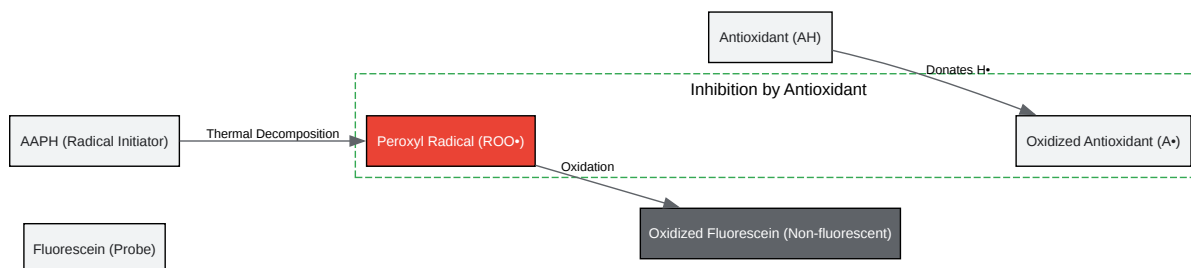 Antioxidant (AH)
Donates H•
Inhibition by Antioxidant
AAPH (Radical Initiator)
Thermal Decomposition
Peroxyl Radical (ROO•)
Oxidized Antioxidant (A•)
Oxidation
Oxidized Fluorescein (Non-fluorescent)
Fluorescein (Probe)